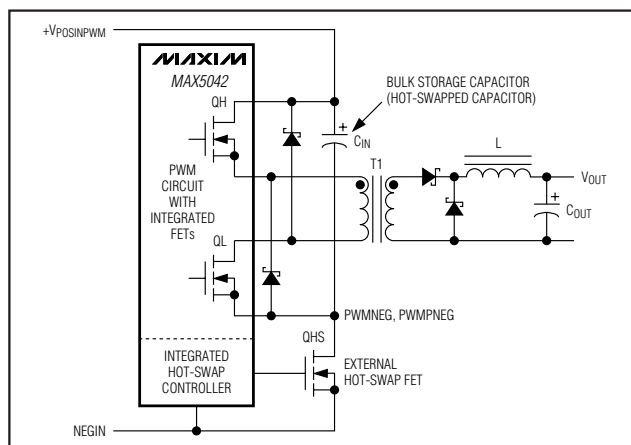 +VPOSINPWM
MAXIM
MAX5042
QH
BULK STORAGE CAPACITOR
(HOT-SWAPPED CAPACITOR)
+
CIN
T1
L
VOUT
+
COUT
PWM
CIRCUIT
WITH
INTEGRATED
FETs
QL
PWMNEG, PWMPNEG
QHS
INTEGRATED
HOT-SWAP
CONTROLLER
EXTERNAL
HOT-SWAP FET
NEGIN